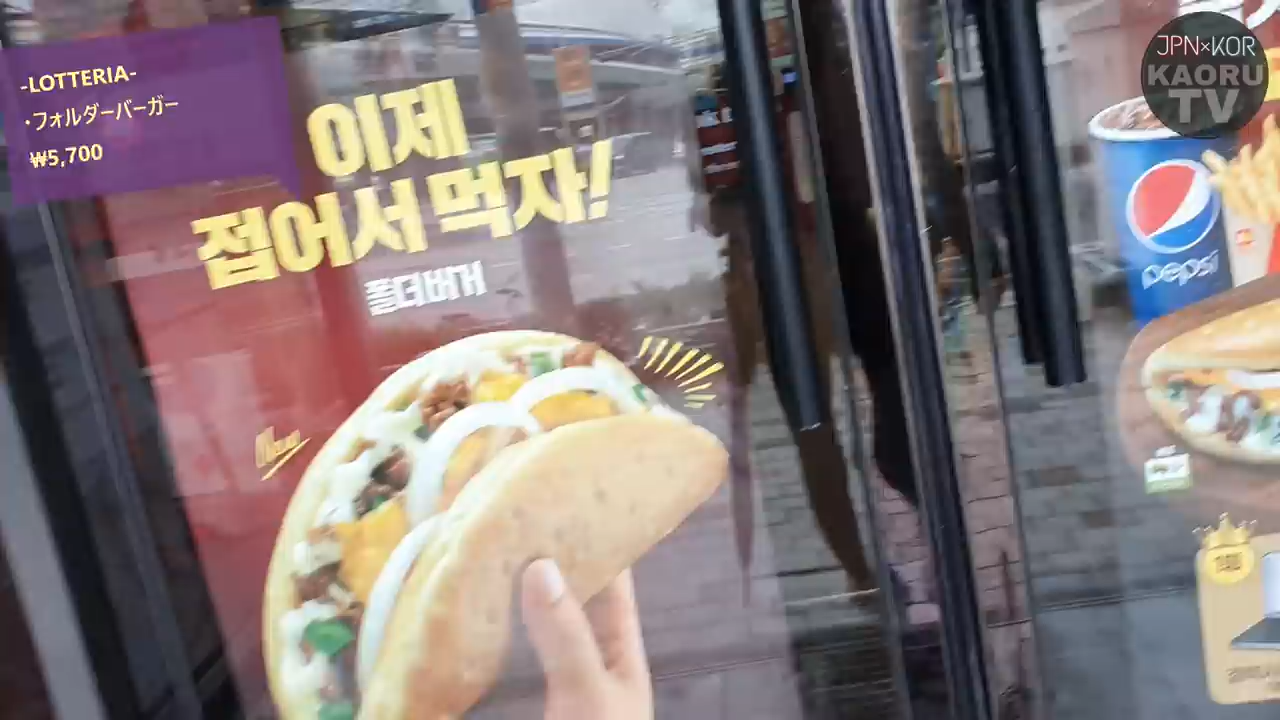 -LOTTERIA-
・フォルダーバーガー
₩5,700
이제
접어서 먹자!
폴더버거
New
JPN×KOR
KAORU
TV
pepsi